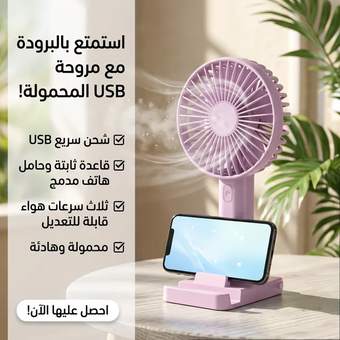 استمتع بالبرودة
مع مروحة
USB المحمولة!
شحن سريع USB
قاعدة ثابتة وحامل
هاتف مدمج
ثلاث سرعات هواء
قابلة للتعديل
محمولة وهادئة
احصل عليها الآن!